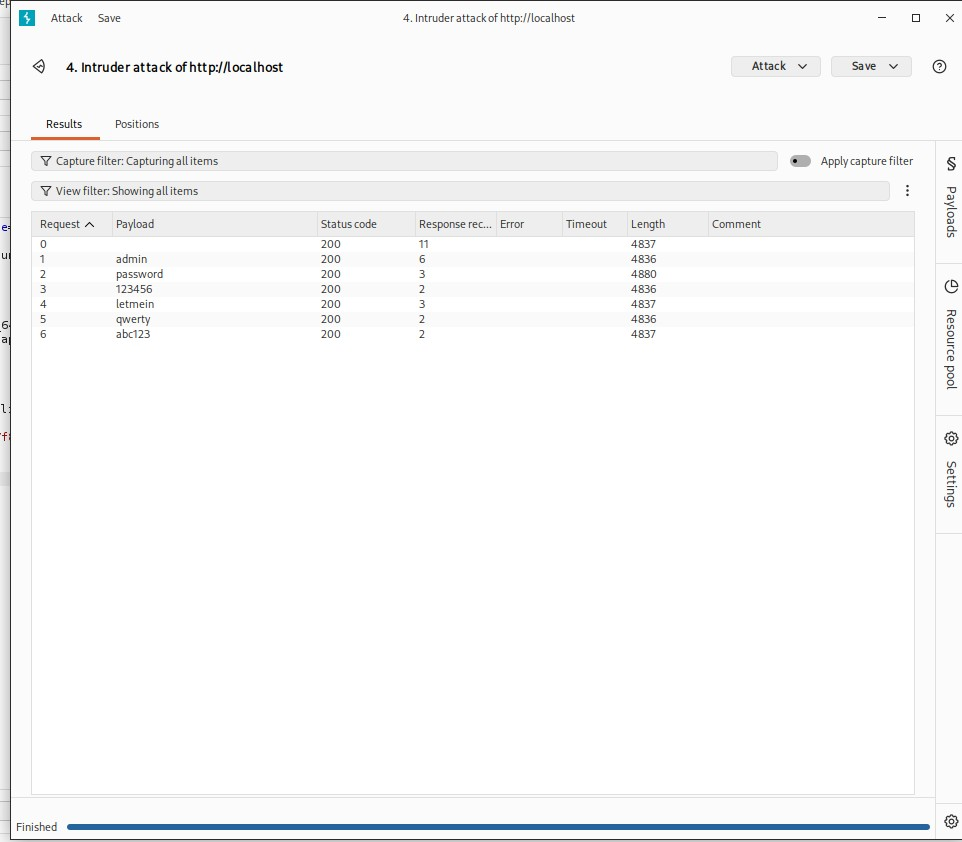 Attack Save 4. Intruder attack of http://localhost
4. Intruder attack of http://localhost Attack Save
Results Positions
Capture filter: Capturing all items Apply capture filter
View filter: Showing all items
Request Payload Status code Response rec... Error Timeout Length Comment
0 200 11 4837
1 admin 200 6 4836
2 password 200 3 4880
3 123456 200 2 4836
4 letmein 200 3 4837
5 qwerty 200 2 4836
6 abc123 200 2 4837
Payloads
Resource pool
Settings
Finished